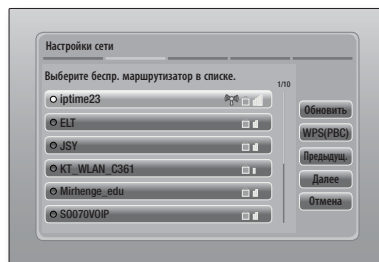 Настройки сети
Выберите беспр. маршрутизатор в списке.
1/10
iptime23
ELT
JSY
KT_WLAN_C361
Mirhenge_edu
SO070VOIP
Обновить
WPS(PBC)
Предыдущ.
Далее
Отмена